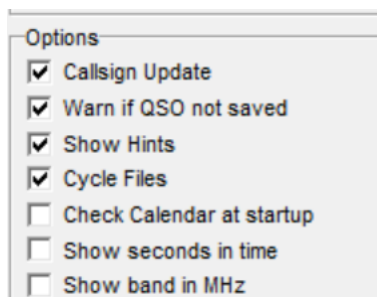 Options
Callsign Update
Warn if QSO not saved
Show Hints
Cycle Files
Check Calendar at startup
Show seconds in time
Show band in MHz